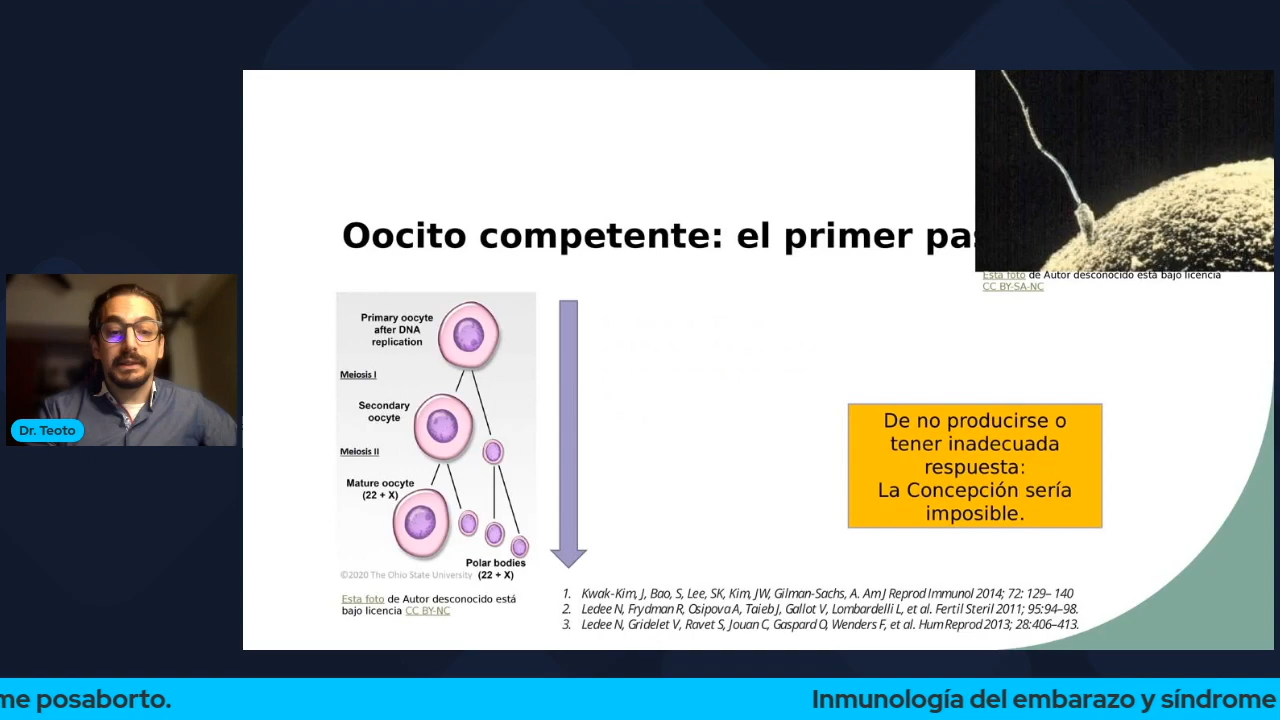 Oocito competente: el primer
Esta foto de Autor desconocido está bajo licencia
CC BY-SA-NC
Primary oocyte
after DNA
replication
Meiosis I
Secondary
oocyte
Meiosis II
Mature oocyte
(22 + X)
Polar bodies
(22 + X)
©2020 The Ohio State University
Esta foto de Autor desconocido está
bajo licencia CC BY-NC
De no producirse o
tener inadecuada
respuesta:
La Concepción sería
imposible.
1. Kwak-Kim, J, Bao, S, Lee, SK, Kim, JW, Gilman-Sachs, A. Am J Reprod Immunol 2014; 72: 129– 140
2. Ledee N, Frydman R, Osipova A, Taieb J, Gallot V, Lombardelli L, et al. Fertil Steril 2011; 95:94–98.
3. Ledee N, Gridelet V, Ravet S, Jouan C, Gaspard O, Wenders F, et al. Hum Reprod 2013; 28:406–413.
Dr. Teoto
me posaborto.
Inmunología del embarazo y síndrome